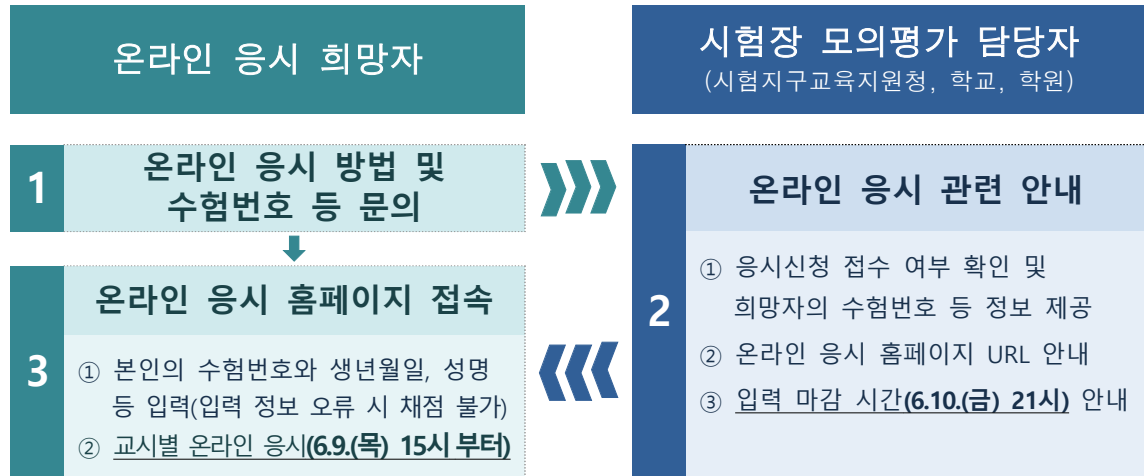 온라인 응시 희망자
시험장 모의평가 담당자
(시험지구교육지원청, 학교, 학원)
1
온라인 응시 방법 및
수험번호 등 문의
2
온라인 응시 관련 안내
① 응시신청 접수 여부 확인 및
희망자의 수험번호 등 정보 제공
② 온라인 응시 홈페이지 URL 안내
③ 입력 마감 시간(6.10.(금) 21시) 안내
3
온라인 응시 홈페이지 접속
① 본인의 수험번호와 생년월일, 성명
등 입력(입력 정보 오류 시 채점 불가)
② 교시별 온라인 응시(6.9.(목) 15시 부터)